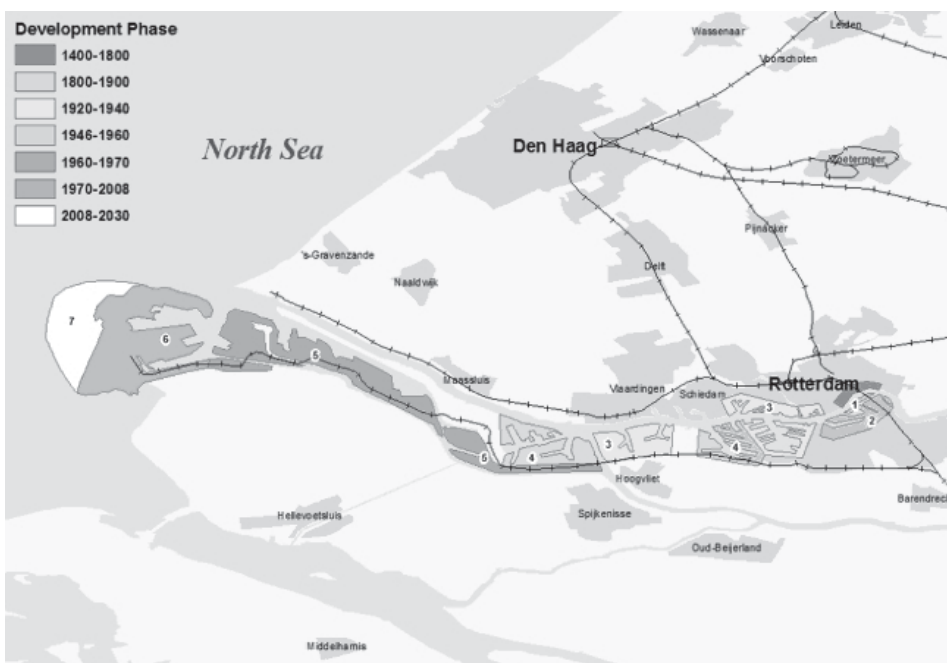 Development Phase
1400-1800
1800-1900
1920-1940
1946-1960
1960-1970
1970-2008
2008-2030
North Sea
Wassenaar
Leiden
Voorschoten
Den Haag
Zoetermeer
Pijnacker
's-Gravenzande
Delft
Naaldwijk
7
6
5
Maassluis
Vlaardingen
Schiedam
Rotterdam
3
1
2
4
3
4
5
Hoogvliet
Barendrec
Hellevoetsluis
Spijkenisse
Oud-Beijerland
Middelharnis